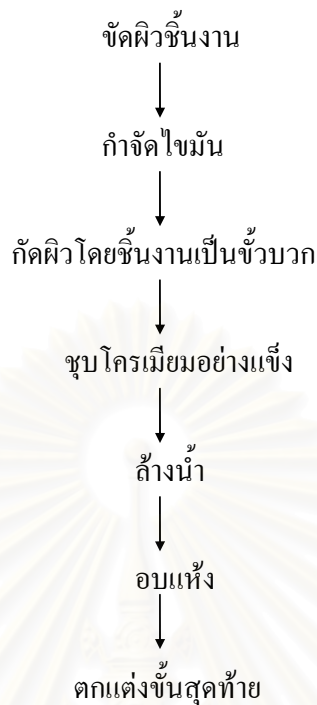 ขัดผิวชิ้นงาน
กำจัดไขมัน
กัดผิวโดยชิ้นงานเป็นขั้วบวก
ชุบโครเมียมอย่างแข็ง
ล้างน้ำ
อบแห้ง
ตกแต่งขั้นสุดท้าย